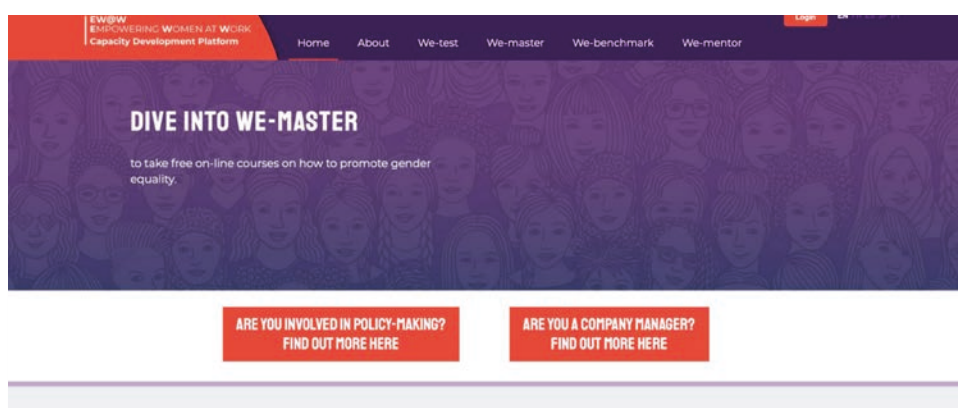 EW@W
EMPOWERING WOMEN AT WORK
Capacity Development Platform
Login EN
Home About We-test We-master We-benchmark We-mentor
DIVE INTO WE-MASTER
to take free on-line courses on how to promote gender
equality.
ARE YOU INVOLVED IN POLICY-MAKING?
FIND OUT MORE HERE
ARE YOU A COMPANY MANAGER?
FIND OUT MORE HERE